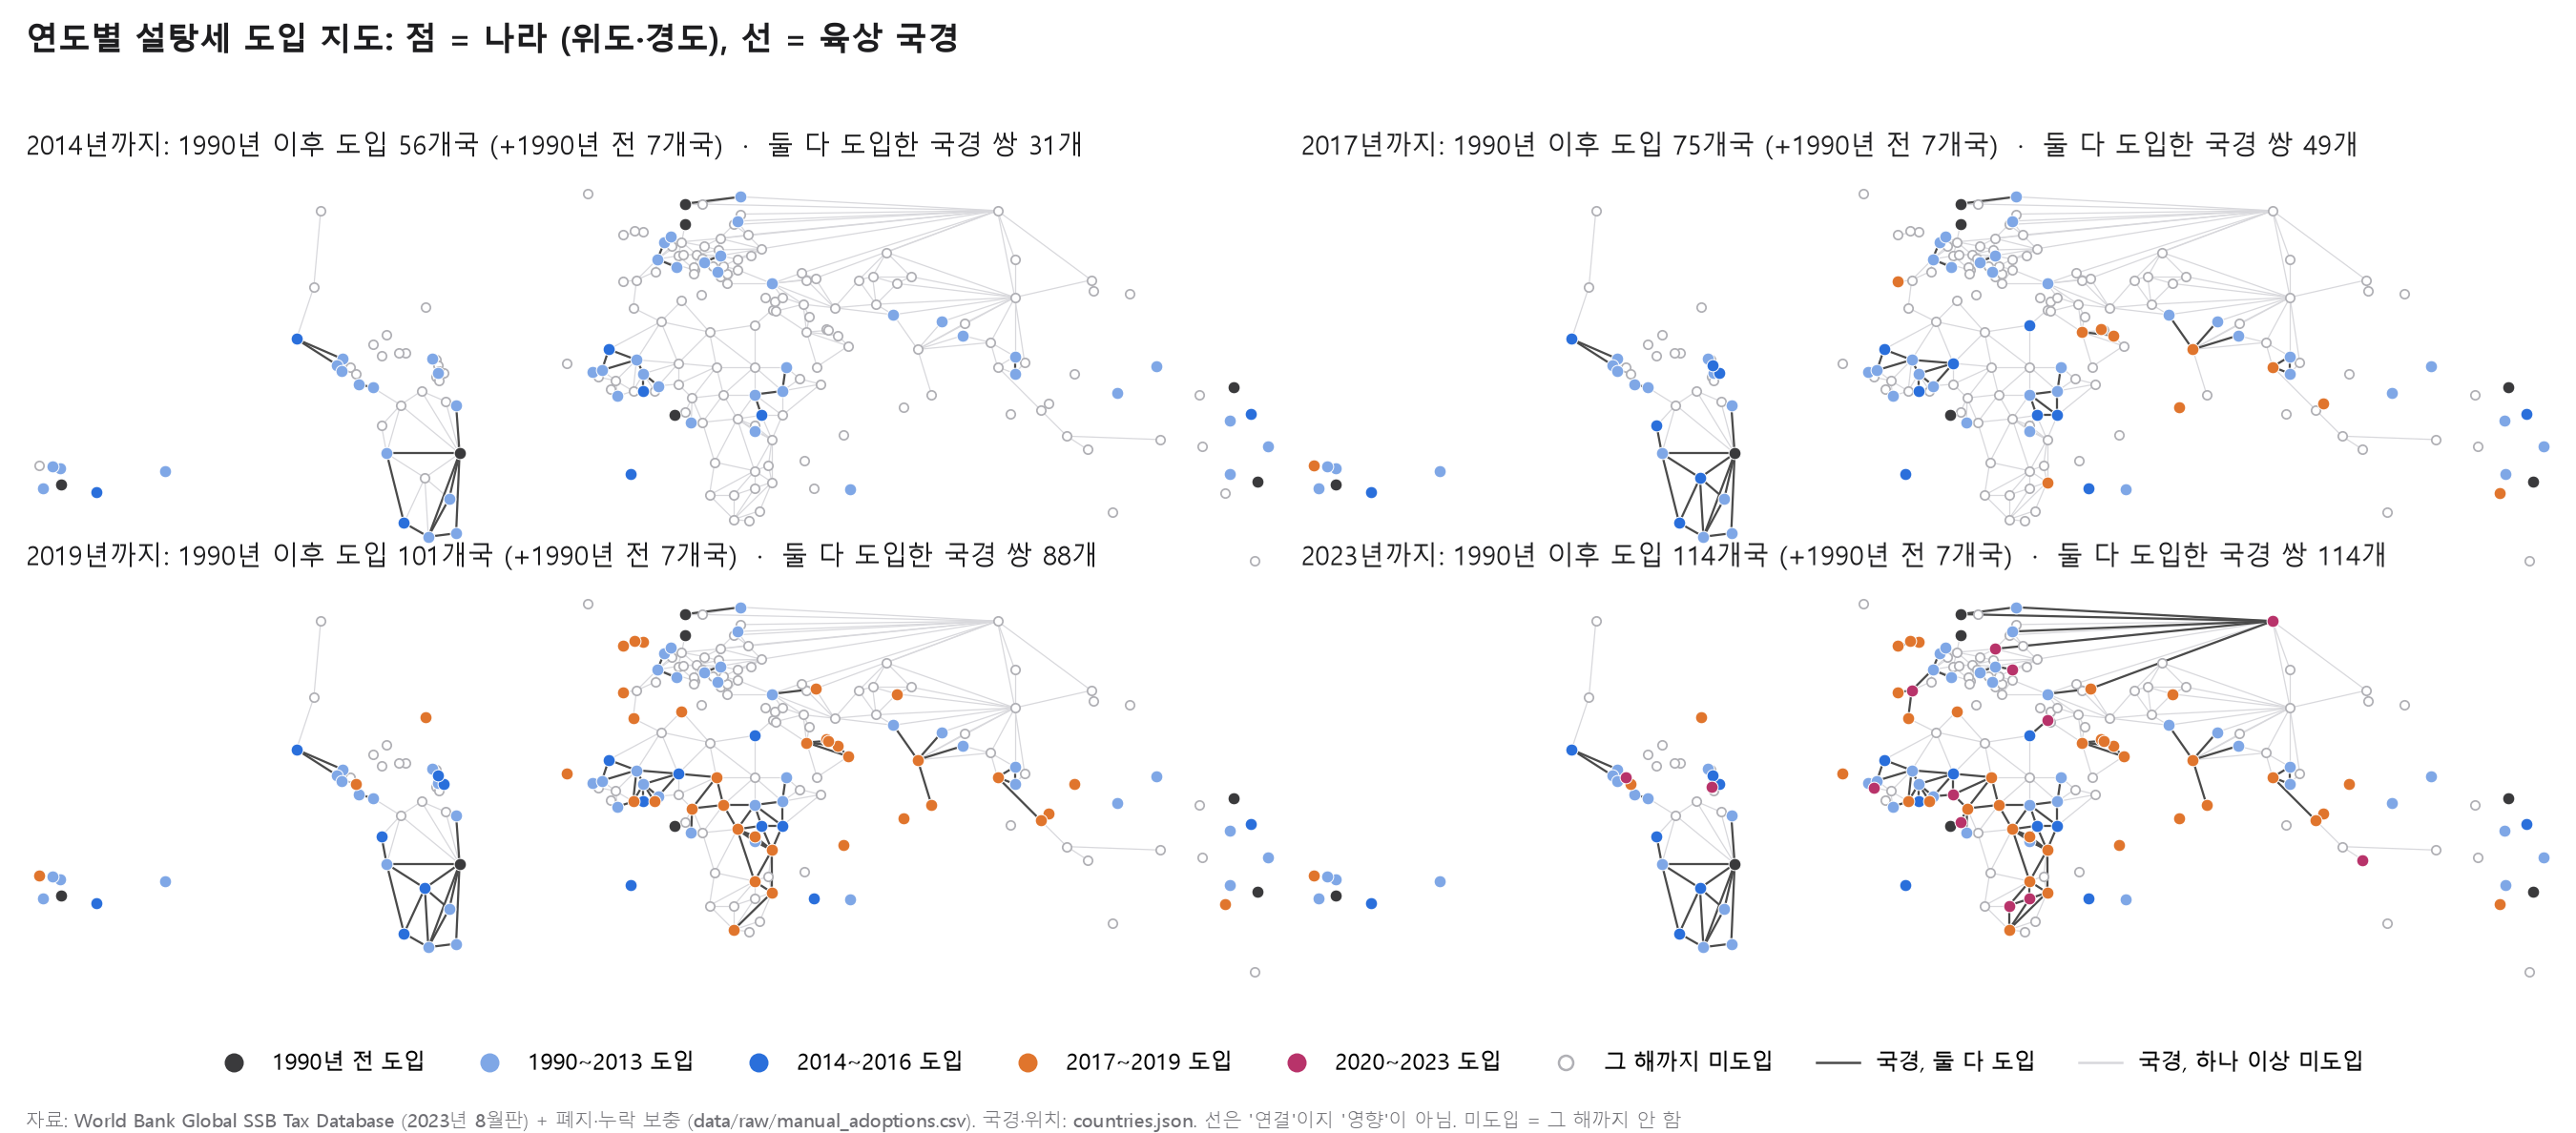 연도별 설탕세 도입 지도: 점 = 나라 (위도·경도), 선 = 육상 국경
2014년까지: 1990년 이후 도입 56개국 (+1990년 전 7개국) · 둘 다 도입한 국경 쌍 31개
2017년까지: 1990년 이후 도입 75개국 (+1990년 전 7개국) · 둘 다 도입한 국경 쌍 49개
2019년까지: 1990년 이후 도입 101개국 (+1990년 전 7개국) · 둘 다 도입한 국경 쌍 88개
2023년까지: 1990년 이후 도입 114개국 (+1990년 전 7개국) · 둘 다 도입한 국경 쌍 114개
1990년 전 도입
1990~2013 도입
2014~2016 도입
2017~2019 도입
2020~2023 도입
그 해까지 미도입
국경, 둘 다 도입
국경, 하나 이상 미도입
자료: World Bank Global SSB Tax Database (2023년 8월판) + 폐지·누락 보충 (data/raw/manual_adoptions.csv). 국경·위치: countries.json. 선은 '연결'이지 '영향'이 아님. 미도입 = 그 해까지 안 함